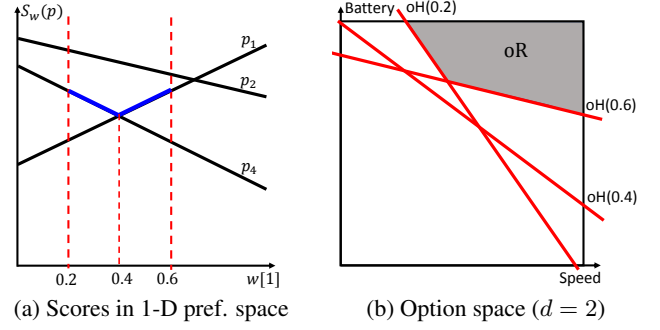 S_w(p)
p_1
p_2
p_4
0.2
0.4
0.6
w[1]
(a) Scores in 1-D pref. space
Battery
oH(0.2)
oR
oH(0.6)
oH(0.4)
Speed
(b) Option space (d = 2)